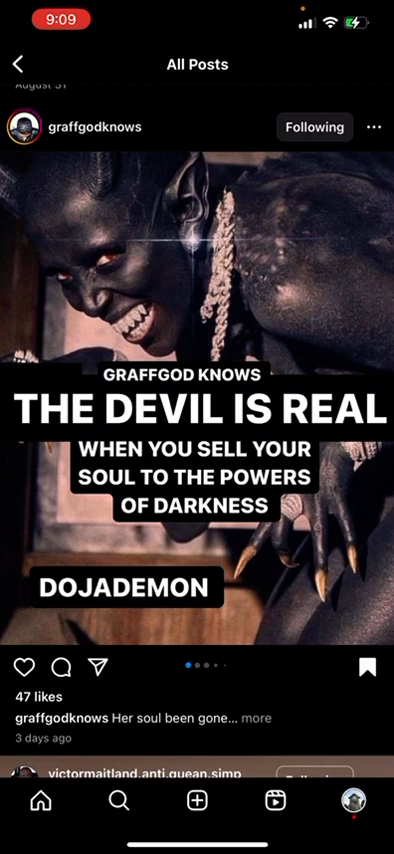 9:09
All Posts
August 31
graffgodknows
Following
GRAFFGOD KNOWS
THE DEVIL IS REAL
WHEN YOU SELL YOUR
SOUL TO THE POWERS
OF DARKNESS
DOJADEMON
47 likes
graffgodknows Her soul been gone... more
3 days ago
victormaitland.anti.quean.simp